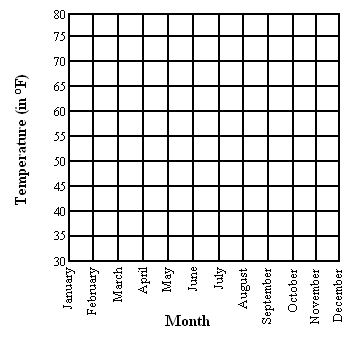 80
75
70
65
60
55
50
45
40
35
30
Temperature (in °F)
January
February
March
April
May
June
July
August
September
October
November
December
Month